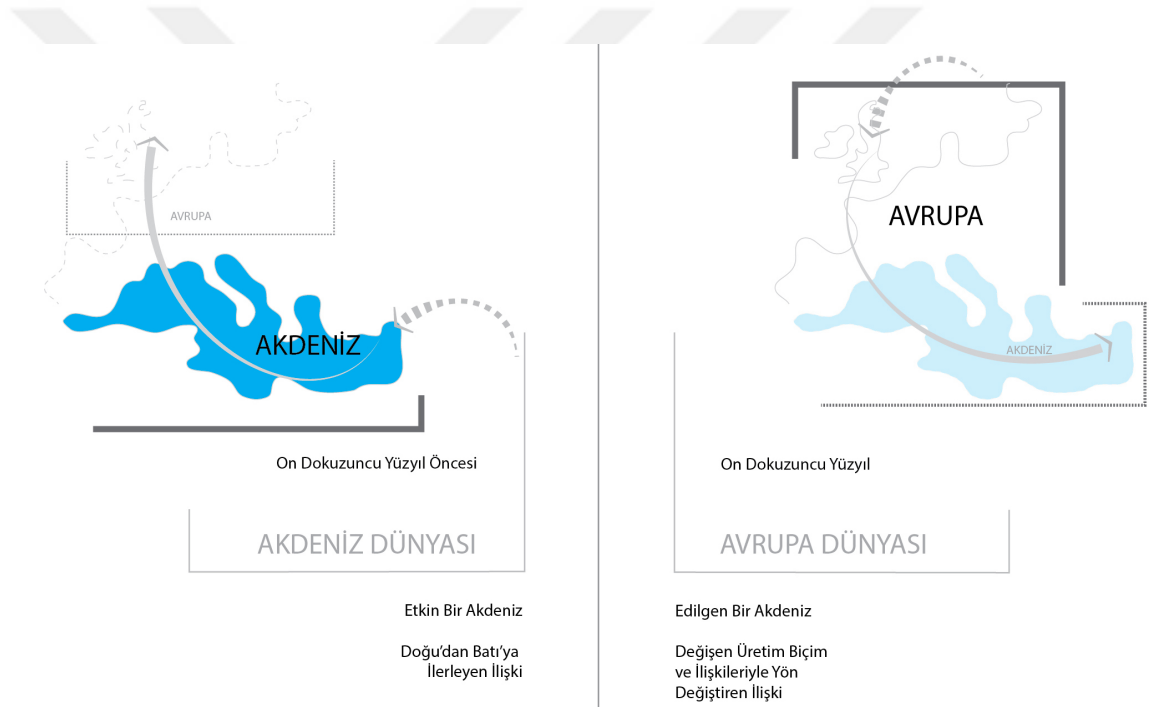 AVRUPA
AKDENİZ
On Dokuzuncu Yüzyıl Öncesi
AKDENİZ DÜNYASI
Etkin Bir Akdeniz
Doğu’dan Batı’ya
İlerleyen İlişki
AVRUPA
AKDENİZ
On Dokuzuncu Yüzyıl
AVRUPA DÜNYASI
Edilgen Bir Akdeniz
Değişen Üretim Biçim
ve İlişkileriyle Yön
Değiştiren İlişki